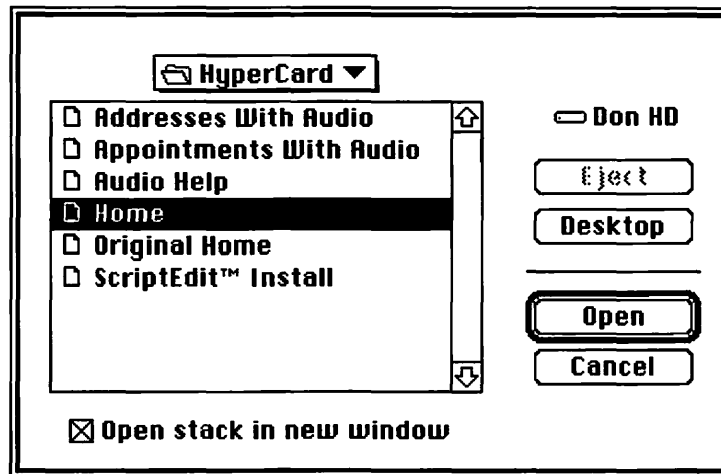 HyperCard
Addresses With Audio
Appointments With Audio
Audio Help
Home
Original Home
ScriptEdit™ Install
Don HD
Eject
Desktop
Open
Cancel
Open stack in new window